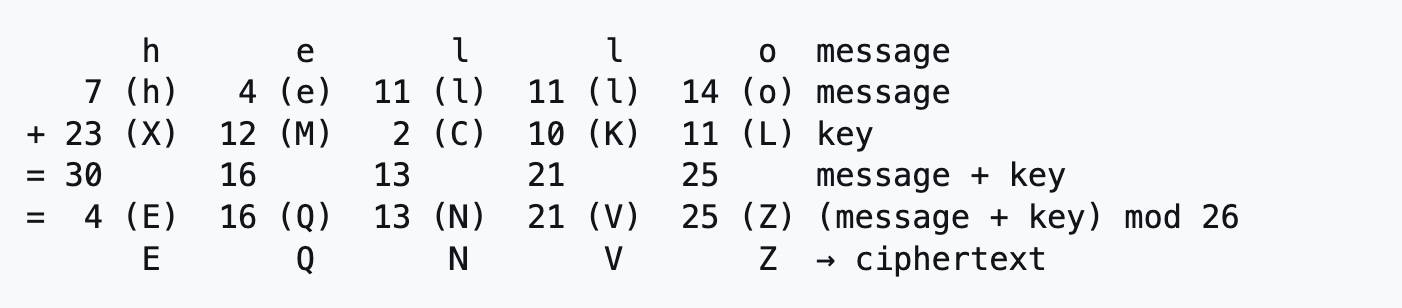 h       e       l       l       o  message
   7 (h)   4 (e)  11 (l)  11 (l)  14 (o) message
+ 23 (X)  12 (M)   2 (C)  10 (K)  11 (L) key
= 30      16      13      21      25     message + key
=  4 (E)  16 (Q)  13 (N)  21 (V)  25 (Z) (message + key) mod 26
      E       Q       N       V       Z  → ciphertext